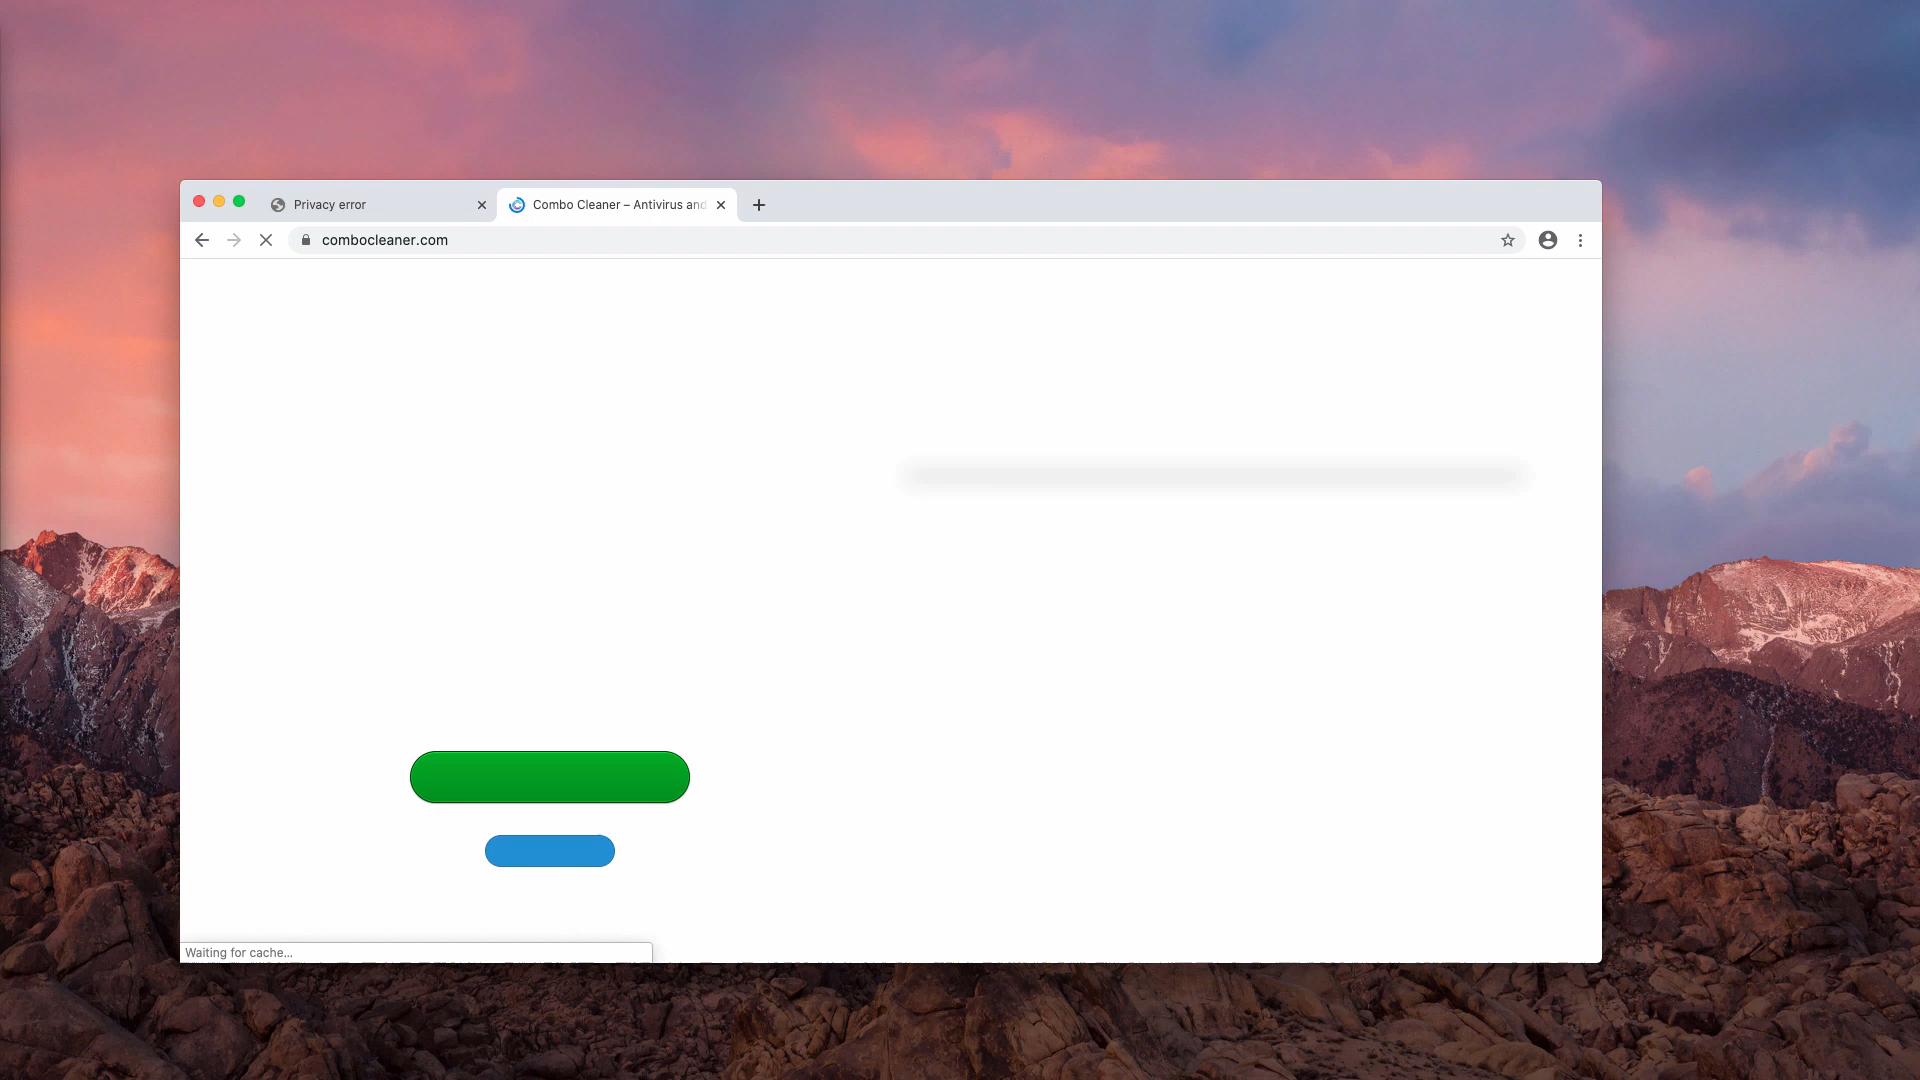 Privacy error
Combo Cleaner – Antivirus and
combocleaner.com
Waiting for cache...